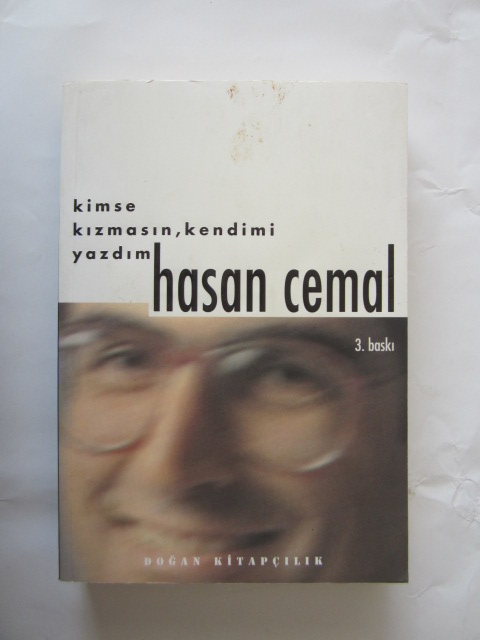 kimse
kızmasın, kendimi
yazdım
hasan cemal
3. baskı
DOĞAN KİTAPÇILIK